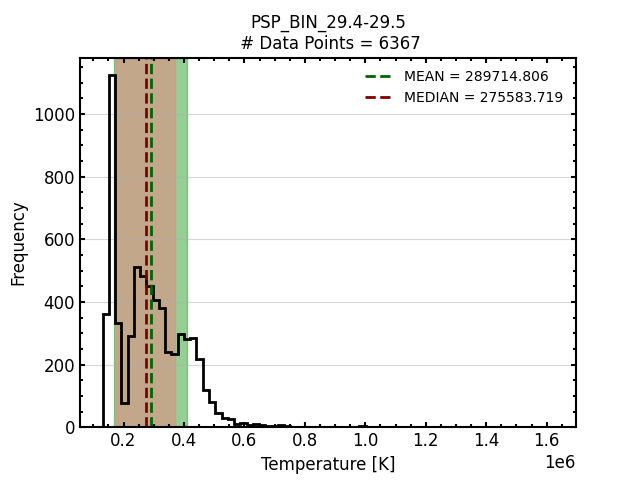 PSP_BIN_29.4-29.5
# Data Points = 6367
MEAN = 289714.806
MEDIAN = 275583.719
Frequency
1000
800
600
400
200
0
0.2 0.4 0.6 0.8 1.0 1.2 1.4 1.6
1e6
Temperature [K]